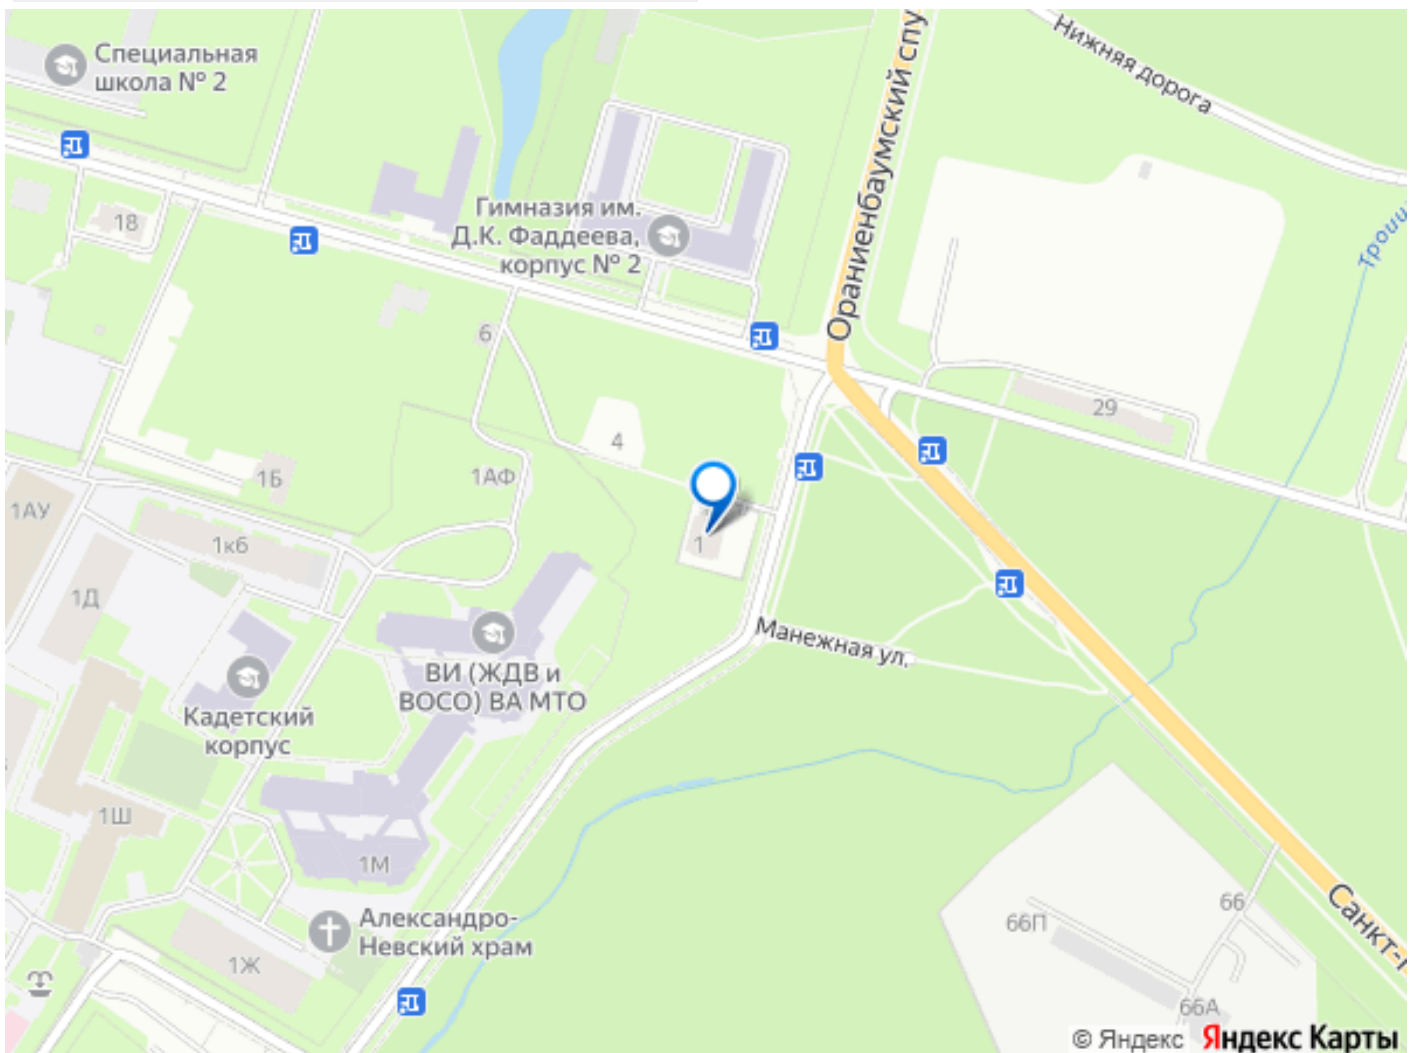 Специальная
школа № 2
Нижняя дорога
Ораниенбаумский спу
Гимназия им.
Д.К. Фаддеева,
корпус № 2
18
Трои
6
29
4
1Б
1АФ
1АУ
1к6
1
1Д
Манежная ул.
ВИ (ЖДВ и
ВОСО) ВА МТО
Кадетский
корпус
1Ш
1М
Александро-
Невский храм
66
66П
Санкт-
1Ж
66А
© Яндекс Яндекс Карты